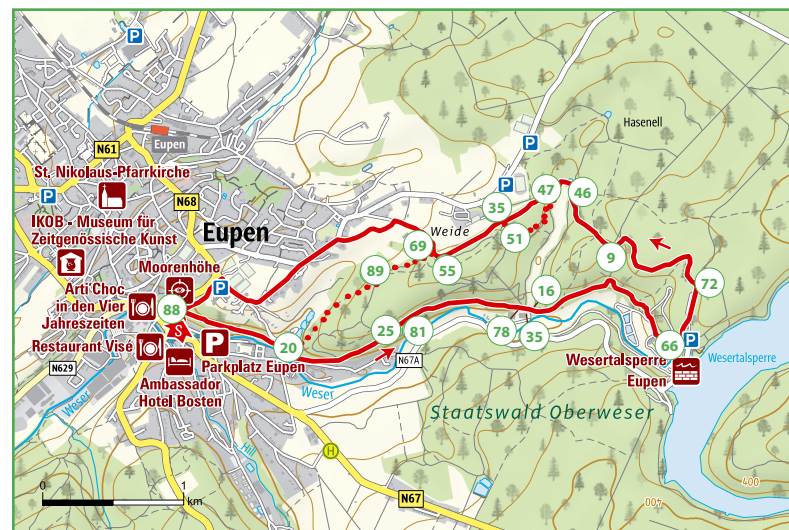 P
N61
Eupen
St. Nikolaus-Pfarrkirche
P
N68
IKOB - Museum für
Zeitgenössische Kunst
Eupen
Moorenhöhe
P
Arti'Choc
in den Vier
Jahreszeiten
88
S
Restaurant Visé
P
Parkplatz Eupen
N629
Ambassador
Hotel Bosten
Weser
Hill
Weser
N67A
H
N67
0
1
km
20
25
81
89
69
55
Weide
35
51
47
46
P
P
Hasenell
9
72
16
78
35
66
P
Wesertalsperre
Eupen
Wesertalsperre
Staatswald Oberweser
400
400